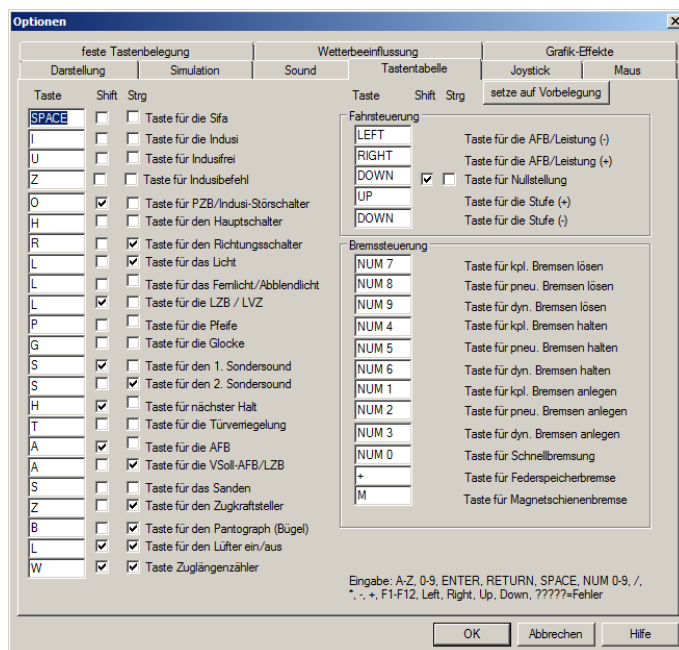 Optionen
feste Tastenbelegung Wetterbeeinflussung Grafik-Effekte
Darstellung Simulation Sound Tastentabelle Joystick Maus
Taste Shift Strg
SPACE Taste für die Sifa
I Taste für die Indusi
U Taste für Indusifrei
Z Taste für Indusibefehl
O Taste für PZB/Indusi-Störschalter
H Taste für den Hauptschalter
R Taste für den Richtungsschalter
L Taste für das Licht
L Taste für das Fernlicht/Abblendlicht
L Taste für die LZB / LVZ
P Taste für die Pfeife
G Taste für die Glocke
S Taste für den 1. Sondersound
S Taste für den 2. Sondersound
H Taste für nächster Halt
T Taste für die Türverriegelung
A Taste für die AFB
A Taste für die VSoll-AFB/LZB
S Taste für das Sanden
Z Taste für den Zugkraftsteller
B Taste für den Pantograph (Bügel)
L Taste für den Lüfter ein/aus
W Taste Zuglängenzähler
Taste Shift Strg setze auf Vorbelegung
Fahrsteuerung
LEFT Taste für die AFB/Leistung (-)
RIGHT Taste für die AFB/Leistung (+)
DOWN Taste für Nullstellung
UP Taste für die Stufe (+)
DOWN Taste für die Stufe (-)
Bremssteuerung
NUM 7 Taste für kpl. Bremsen lösen
NUM 8 Taste für pneu. Bremsen lösen
NUM 9 Taste für dyn. Bremsen lösen
NUM 4 Taste für kpl. Bremsen halten
NUM 5 Taste für pneu. Bremsen halten
NUM 6 Taste für dyn. Bremsen halten
NUM 1 Taste für kpl. Bremsen anlegen
NUM 2 Taste für pneu. Bremsen anlegen
NUM 3 Taste für dyn. Bremsen anlegen
NUM 0 Taste für Schnellbremsung
+ Taste für Federspeicherbremse
M Taste für Magnetschienenbremse
Eingabe: A-Z, 0-9, ENTER, RETURN, SPACE, NUM 0-9, /,
*, -, +, F1-F12, Left, Right, Up, Down, ?????=Fehler
OK Abbrechen Hilfe